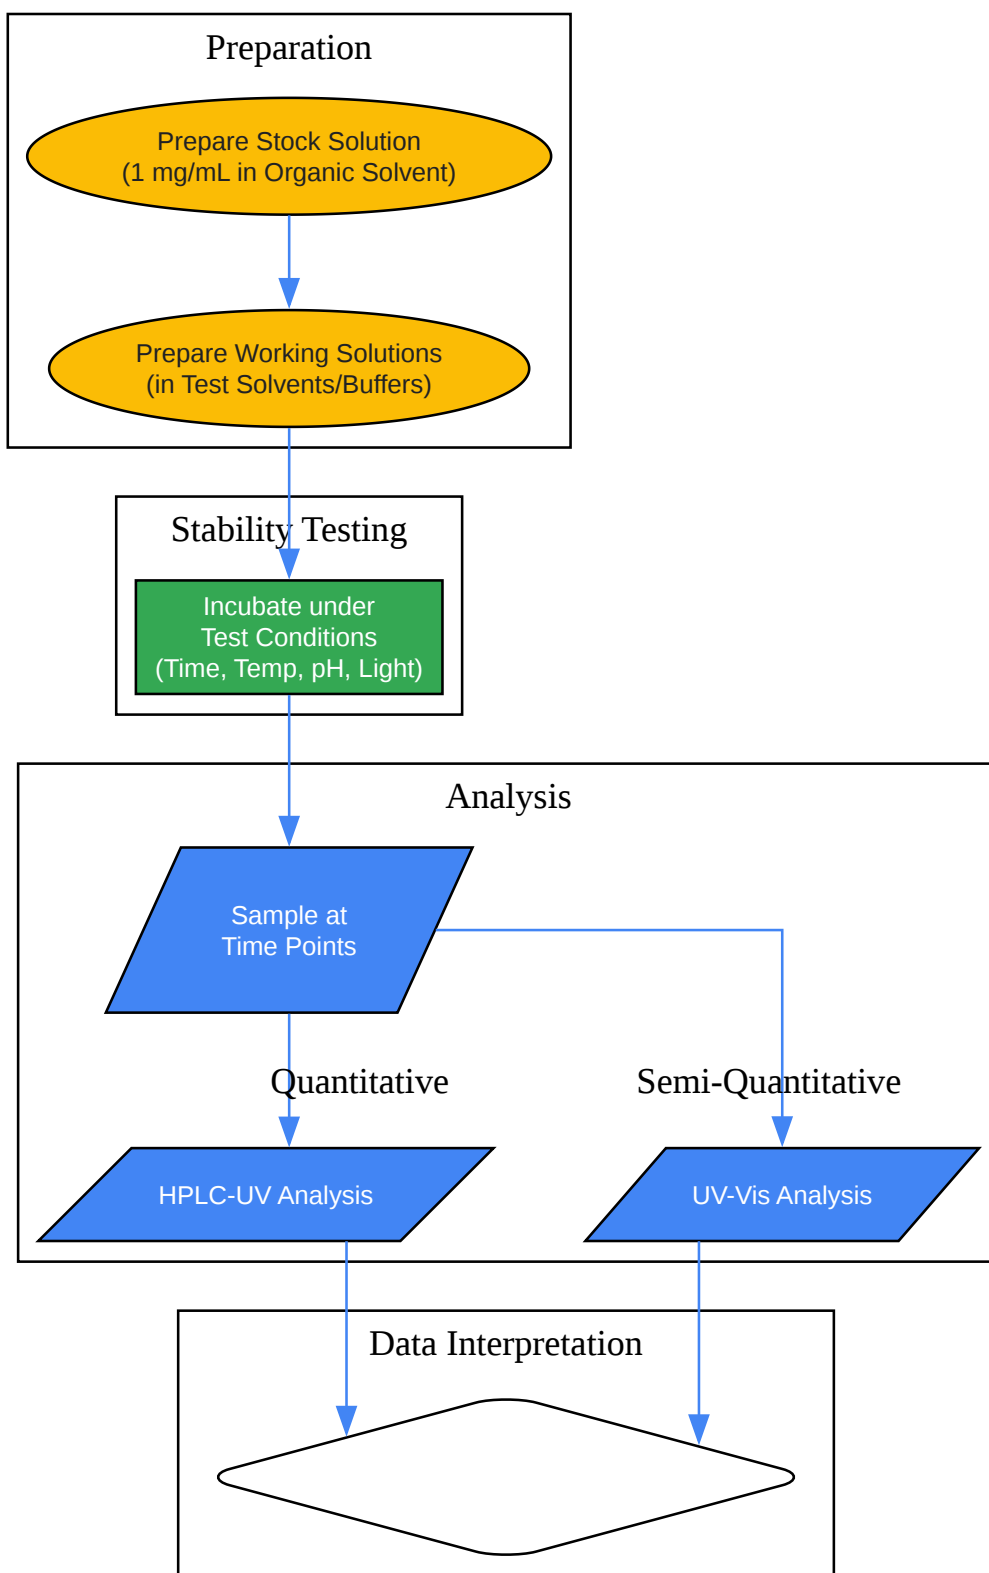 Preparation
Prepare Stock Solution
(1 mg/mL in Organic Solvent)
Prepare Working Solutions
(in Test Solvents/Buffers)
Stability Testing
Incubate under
Test Conditions
(Time, Temp, pH, Light)
Analysis
Sample at
Time Points
Quantitative
Semi-Quantitative
HPLC-UV Analysis
UV-Vis Analysis
Data Interpretation